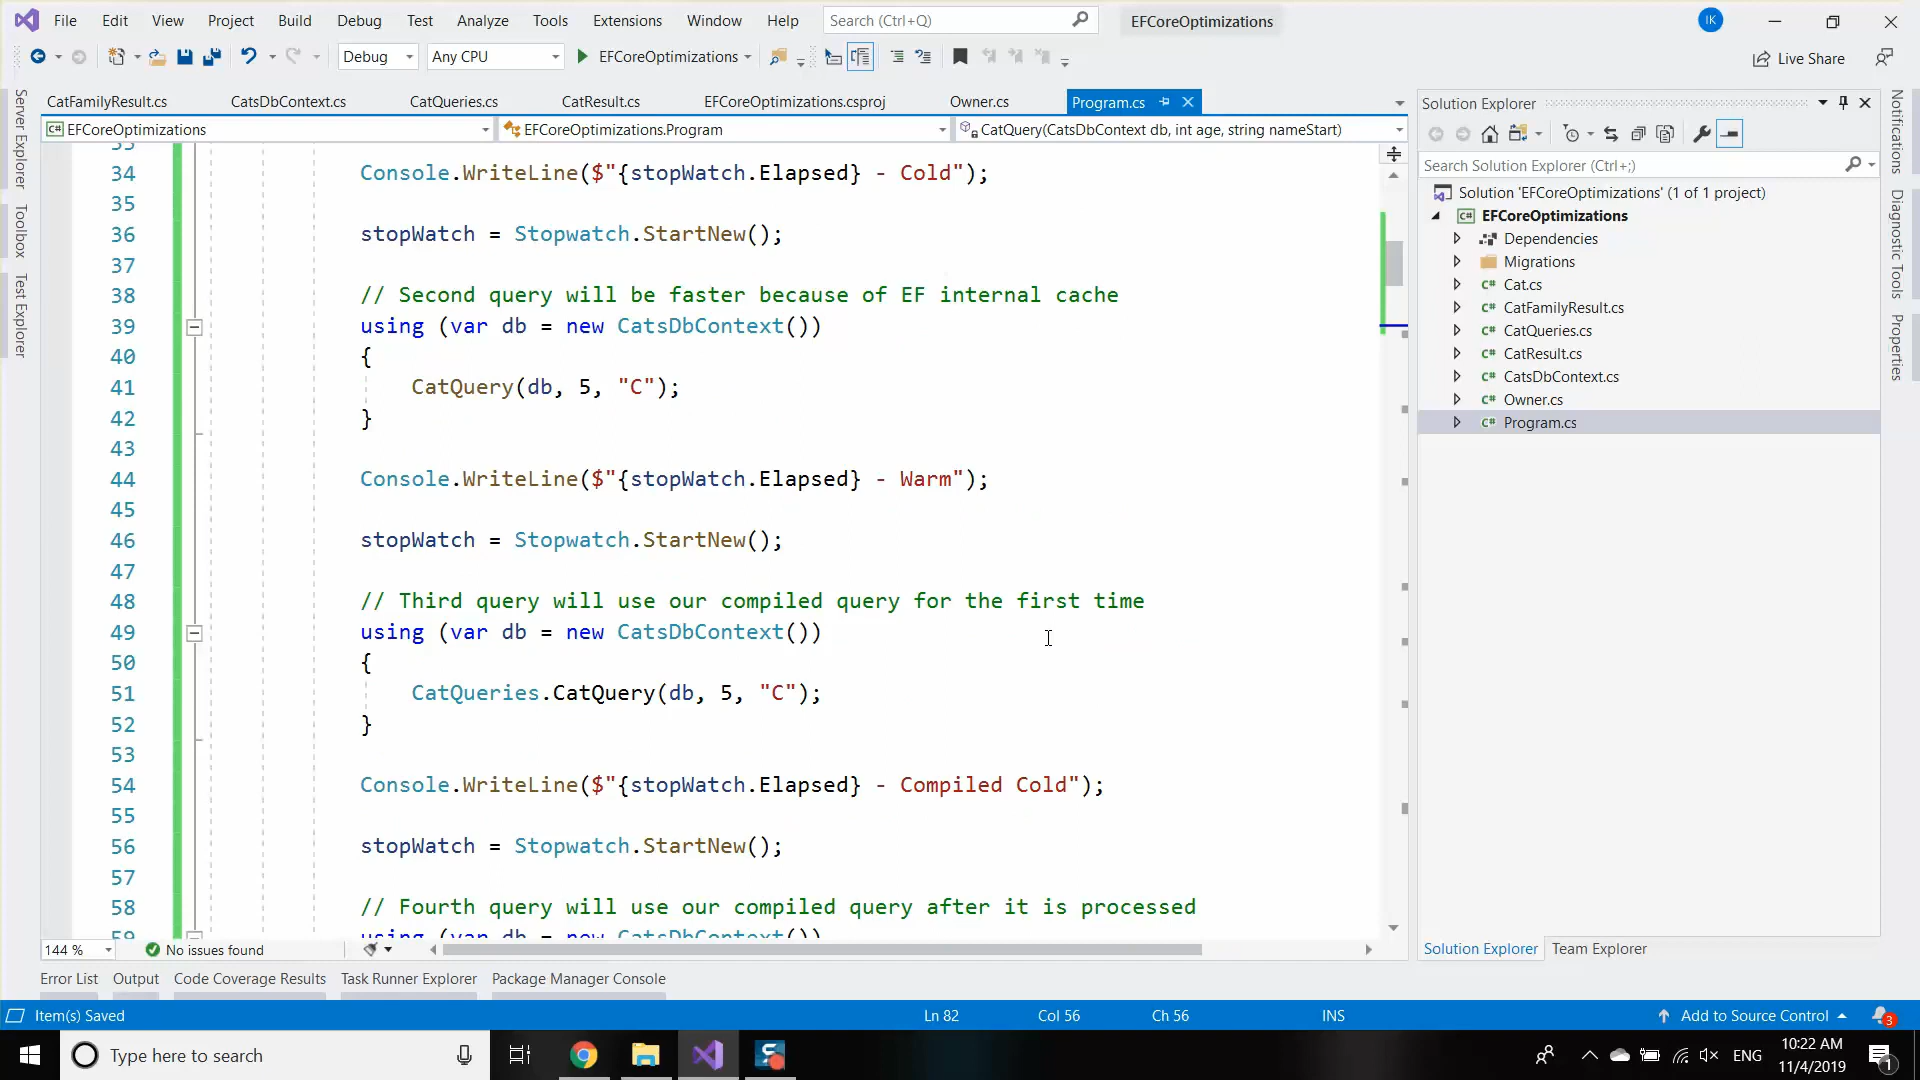 File Edit View Project Build Debug Test Analyze Tools Extensions Window Help Search (Ctrl+Q) EFCoreOptimizations IK
Debug Any CPU EFCoreOptimizations Live Share
CatFamilyResult.cs CatsDbContext.cs CatQueries.cs CatResult.cs EFCoreOptimizations.csproj Owner.cs Program.cs
EFCoreOptimizations EFCoreOptimizations.Program CatQuery(CatsDbContext db, int age, string nameStart)
33
34 Console.WriteLine($"{stopWatch.Elapsed} - Cold");
35
36 stopWatch = Stopwatch.StartNew();
37
38 // Second query will be faster because of EF internal cache
39 using (var db = new CatsDbContext())
40 {
41 CatQuery(db, 5, "C");
42 }
43
44 Console.WriteLine($"{stopWatch.Elapsed} - Warm");
45
46 stopWatch = Stopwatch.StartNew();
47
48 // Third query will use our compiled query for the first time
49 using (var db = new CatsDbContext())
50 {
51 CatQueries.CatQuery(db, 5, "C");
52 }
53
54 Console.WriteLine($"{stopWatch.Elapsed} - Compiled Cold");
55
56 stopWatch = Stopwatch.StartNew();
57
58 // Fourth query will use our compiled query after it is processed
59 using (var db = new CatsDbContext())
144 % No issues found
Server Explorer
Toolbox
Test Explorer
Solution Explorer
Search Solution Explorer (Ctrl+;)
Solution 'EFCoreOptimizations' (1 of 1 project)
C# EFCoreOptimizations
Dependencies
Migrations
C# Cat.cs
C# CatFamilyResult.cs
C# CatQueries.cs
C# CatResult.cs
C# CatsDbContext.cs
C# Owner.cs
C# Program.cs
Solution Explorer Team Explorer
Notifications
Diagnostic Tools
Properties
Error List Output Code Coverage Results Task Runner Explorer Package Manager Console
Item(s) Saved Ln 82 Col 56 Ch 56 INS Add to Source Control 3
Type here to search ENG 10:22 AM
11/4/2019 1